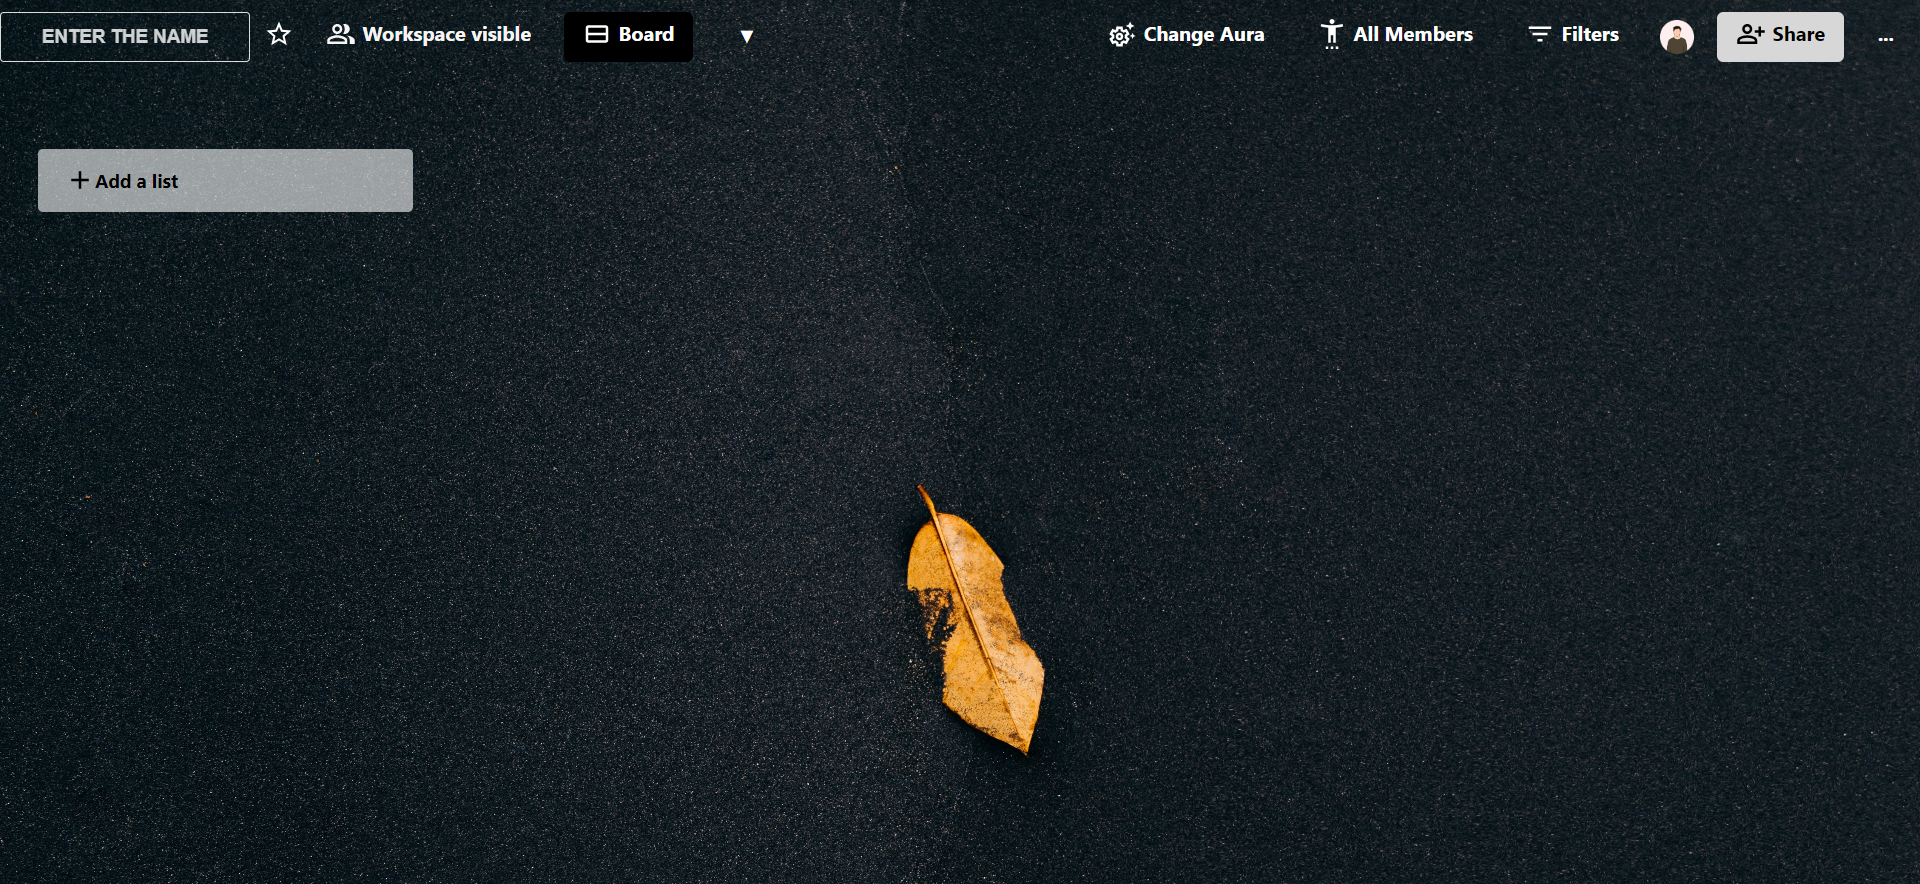 ENTER THE NAME
Workspace visible
Board
Change Aura
All Members
Filters
Share
...
Add a list